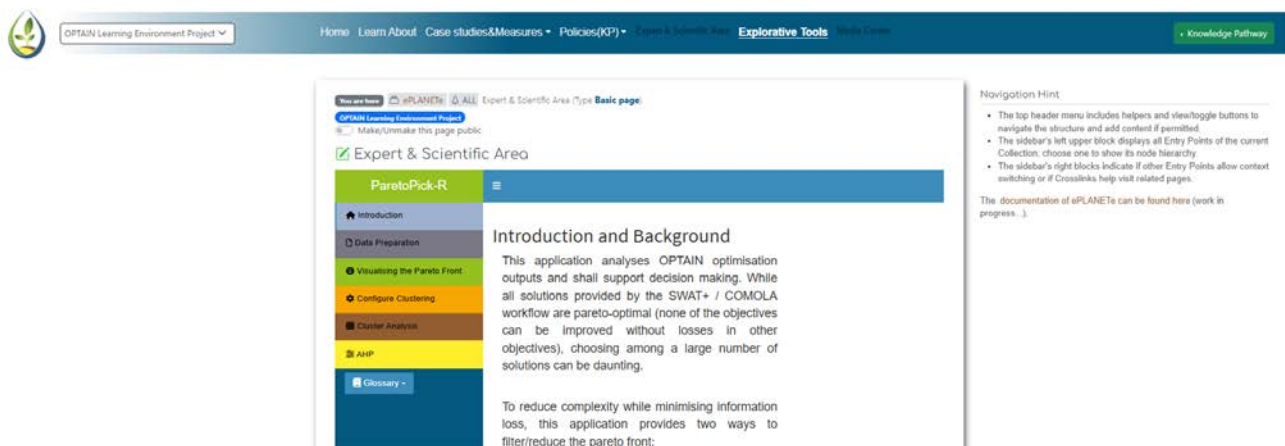 OPTAIN Learning Environment Project
Home Learn About Case studies&Measures Policies(KP) Expert & Scientific Area Explorative Tools Media Center
‹ Knowledge Pathway
You are here ePLANETe ALL Expert & Scientific Area (Type Basic page)
OPTAIN Learning Environment Project
Make/Unmake this page public
Expert & Scientific Area
ParetoPick-R
Introduction
Data Preparation
Visualising the Pareto Front
Configure Clustering
Cluster Analysis
AHP
Glossary
Introduction and Background
This application analyses OPTAIN optimisation
outputs and shall support decision making. While
all solutions provided by the SWAT+ / COMOLA
workflow are pareto-optimal (none of the objectives
can be improved without losses in other
objectives), choosing among a large number of
solutions can be daunting.
To reduce complexity while minimising information
loss, this application provides two ways to
filter/reduce the pareto front:
Navigation Hint
• The top header menu includes helpers and view/toggle buttons to
navigate the structure and add content if permitted.
• The sidebar's left upper block displays all Entry Points of the current
Collection: choose one to show its node hierarchy.
• The sidebar's right blocks indicate if other Entry Points allow context
switching or if Crosslinks help visit related pages.
The documentation of ePLANETe can be found here (work in
progress...).